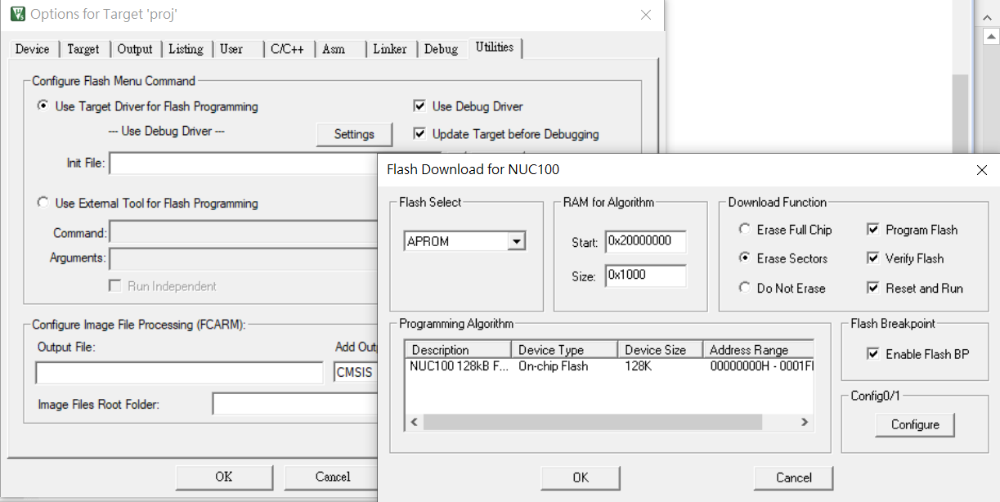 Options for Target 'proj'
Device Target Output Listing User C/C++ Asm Linker Debug Utilities
Configure Flash Menu Command
Use Target Driver for Flash Programming
Use Debug Driver
--- Use Debug Driver ---
Settings
Update Target before Debugging
Init File:
Use External Tool for Flash Programming
Command:
Arguments:
Run Independent
Configure Image File Processing (FCARM):
Output File:
Add Outp
CMSIS
Image Files Root Folder:
OK
Cancel
Flash Download for NUC100
Flash Select
APROM
RAM for Algorithm
Start: 0x20000000
Size: 0x1000
Download Function
Erase Full Chip
Program Flash
Erase Sectors
Verify Flash
Do Not Erase
Reset and Run
Programming Algorithm
Description Device Type Device Size Address Range
NUC100 128kB F... On-chip Flash 128K 00000000H - 0001FI
Flash Breakpoint
Enable Flash BP
Config0/1
Configure
OK
Cancel